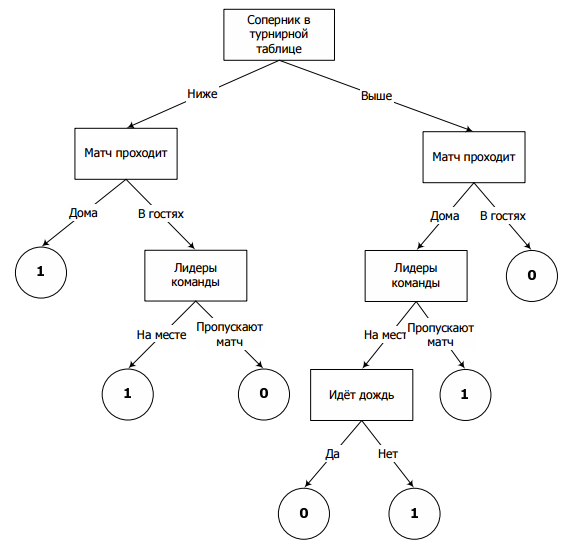 Соперник в
турнирной
таблице
Ниже
Выше
Матч проходит
Матч проходит
Дома
В гостях
Дома
В гостях
1
Лидеры
команды
Лидеры
команды
0
На месте
Пропускают
матч
На мест
Пропускают
матч
1
0
Идёт дождь
1
Да
Нет
0
1